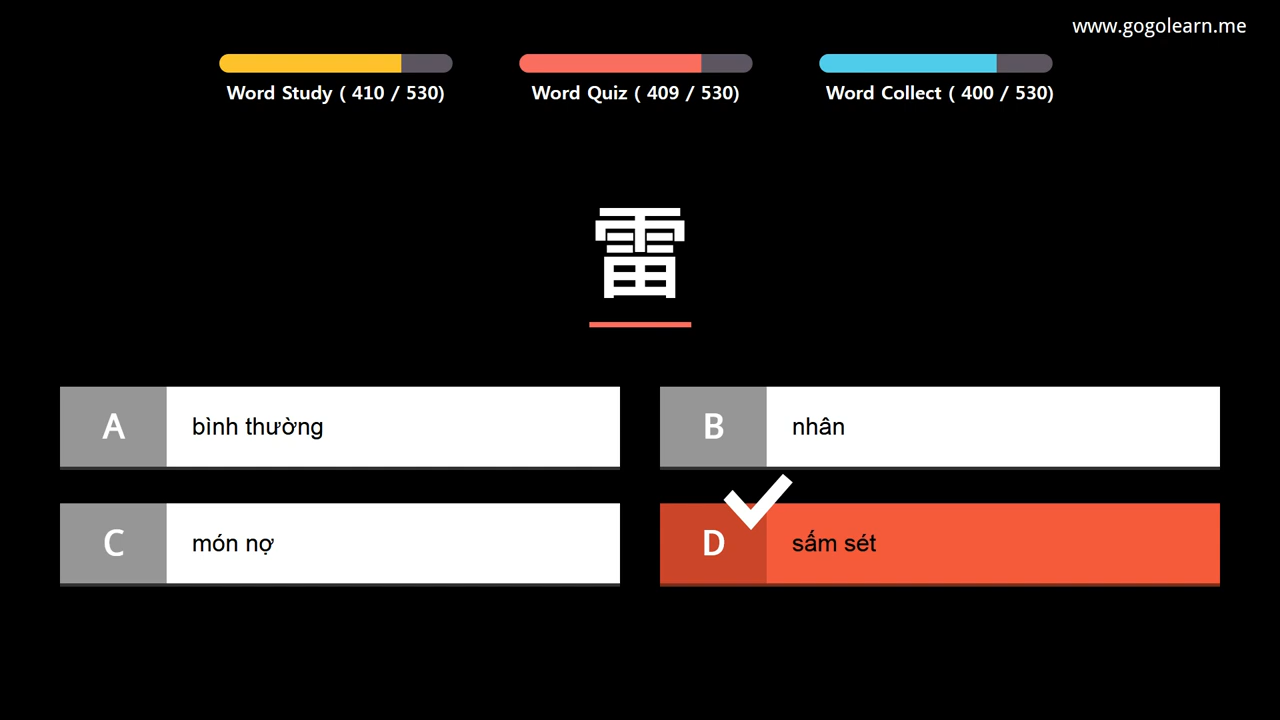 www.gogolearn.me
Word Study ( 410 / 530)
Word Quiz ( 409 / 530)
Word Collect ( 400 / 530)
雷
A bình thường
B nhân
C món nợ
D sấm sét